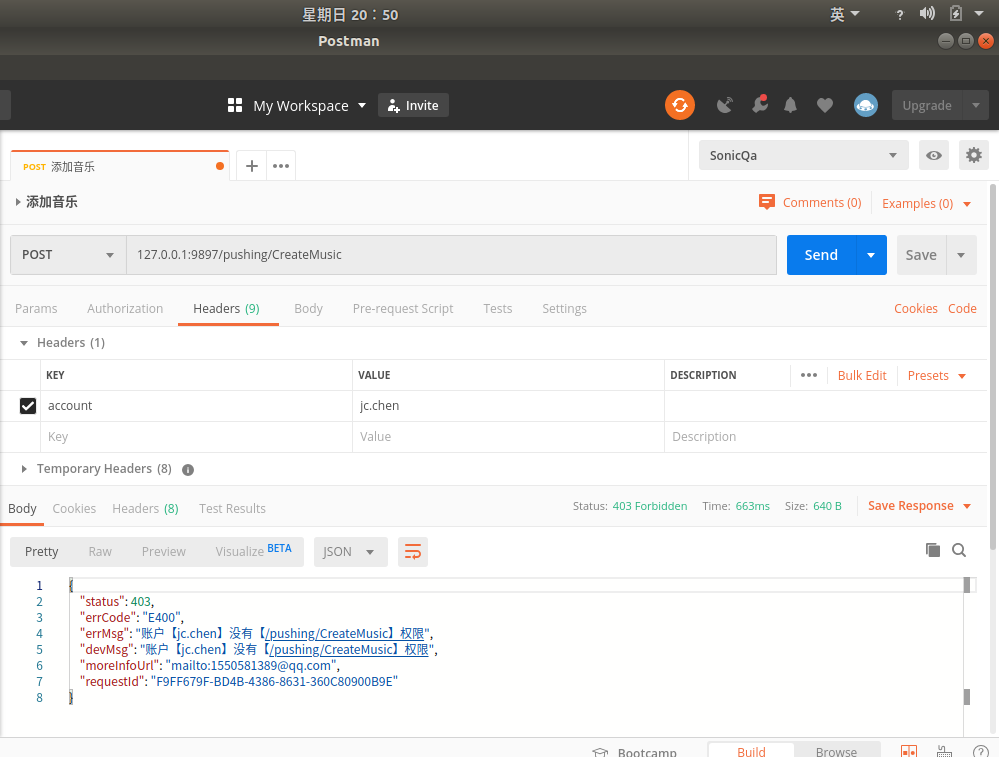 星期日 20：50
英
?
Postman
My Workspace
Invite
Upgrade
POST 添加音乐
SonicQa
添加音乐
Comments (0)
Examples (0)
POST
127.0.0.1:9897/pushing/CreateMusic
Send
Save
Params
Authorization
Headers (9)
Body
Pre-request Script
Tests
Settings
Cookies
Code
Headers (1)
KEY
VALUE
DESCRIPTION
Bulk Edit
Presets
account
jc.chen
Key
Value
Description
Temporary Headers (8)
Body
Cookies
Headers (8)
Test Results
Status: 403 Forbidden
Time: 663ms
Size: 640 B
Save Response
Pretty
Raw
Preview
Visualize BETA
JSON
1 {
2 "status": 403,
3 "errCode": "E400",
4 "errMsg": "账户【jc.chen】没有【/pushing/CreateMusic】权限",
5 "devMsg": "账户【jc.chen】没有【/pushing/CreateMusic】权限",
6 "moreInfoUrl": "mailto:1550581389@qq.com",
7 "requestId": "F9FF679F-BD4B-4386-8631-360C80900B9E"
8 }
Bootcamp
Build
Browse
?